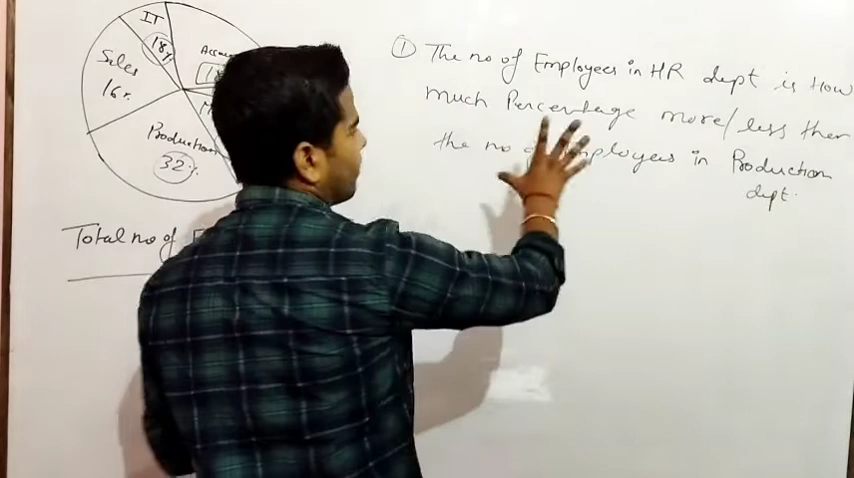 IT
18%
Sales
16%
Production
32%
Total no of
① The no of Employees in HR dept is How
much Percentage more/less then
the no of Employees in Production
dept.